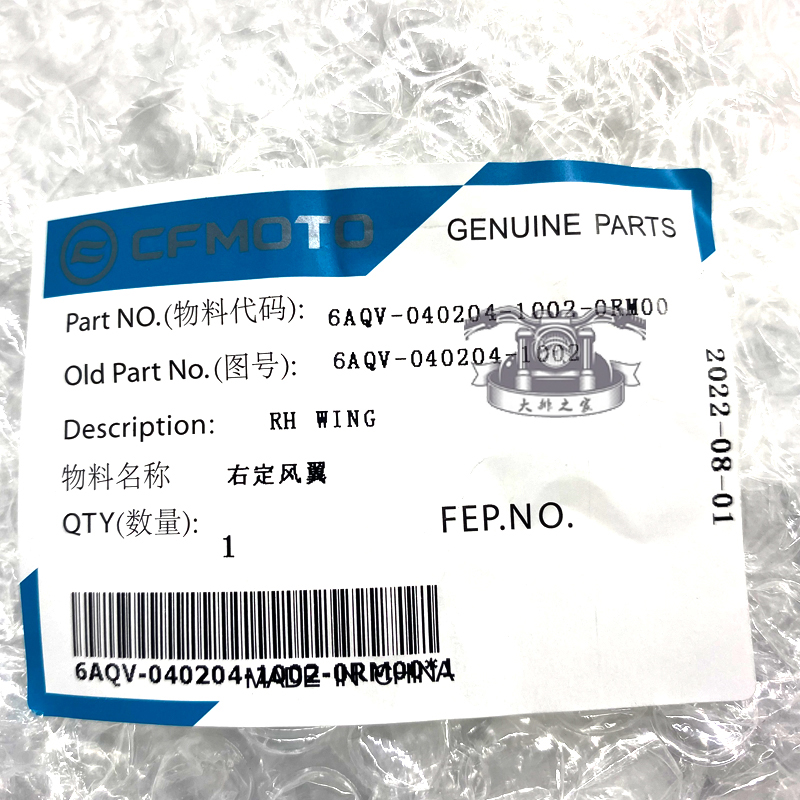 CFMOTO
GENUINE PARTS
Part NO.(物料代码): 6AQV-040204-1002-0RM00
Old Part No.(图号): 6AQV-040204-1002
大排之家
Description: RH WING
物料名称 右定风翼
QTY(数量): 1
FEP.NO.
2022-08-01
6AQV-040204-1002-0RM00*1
MADE IN CHINA